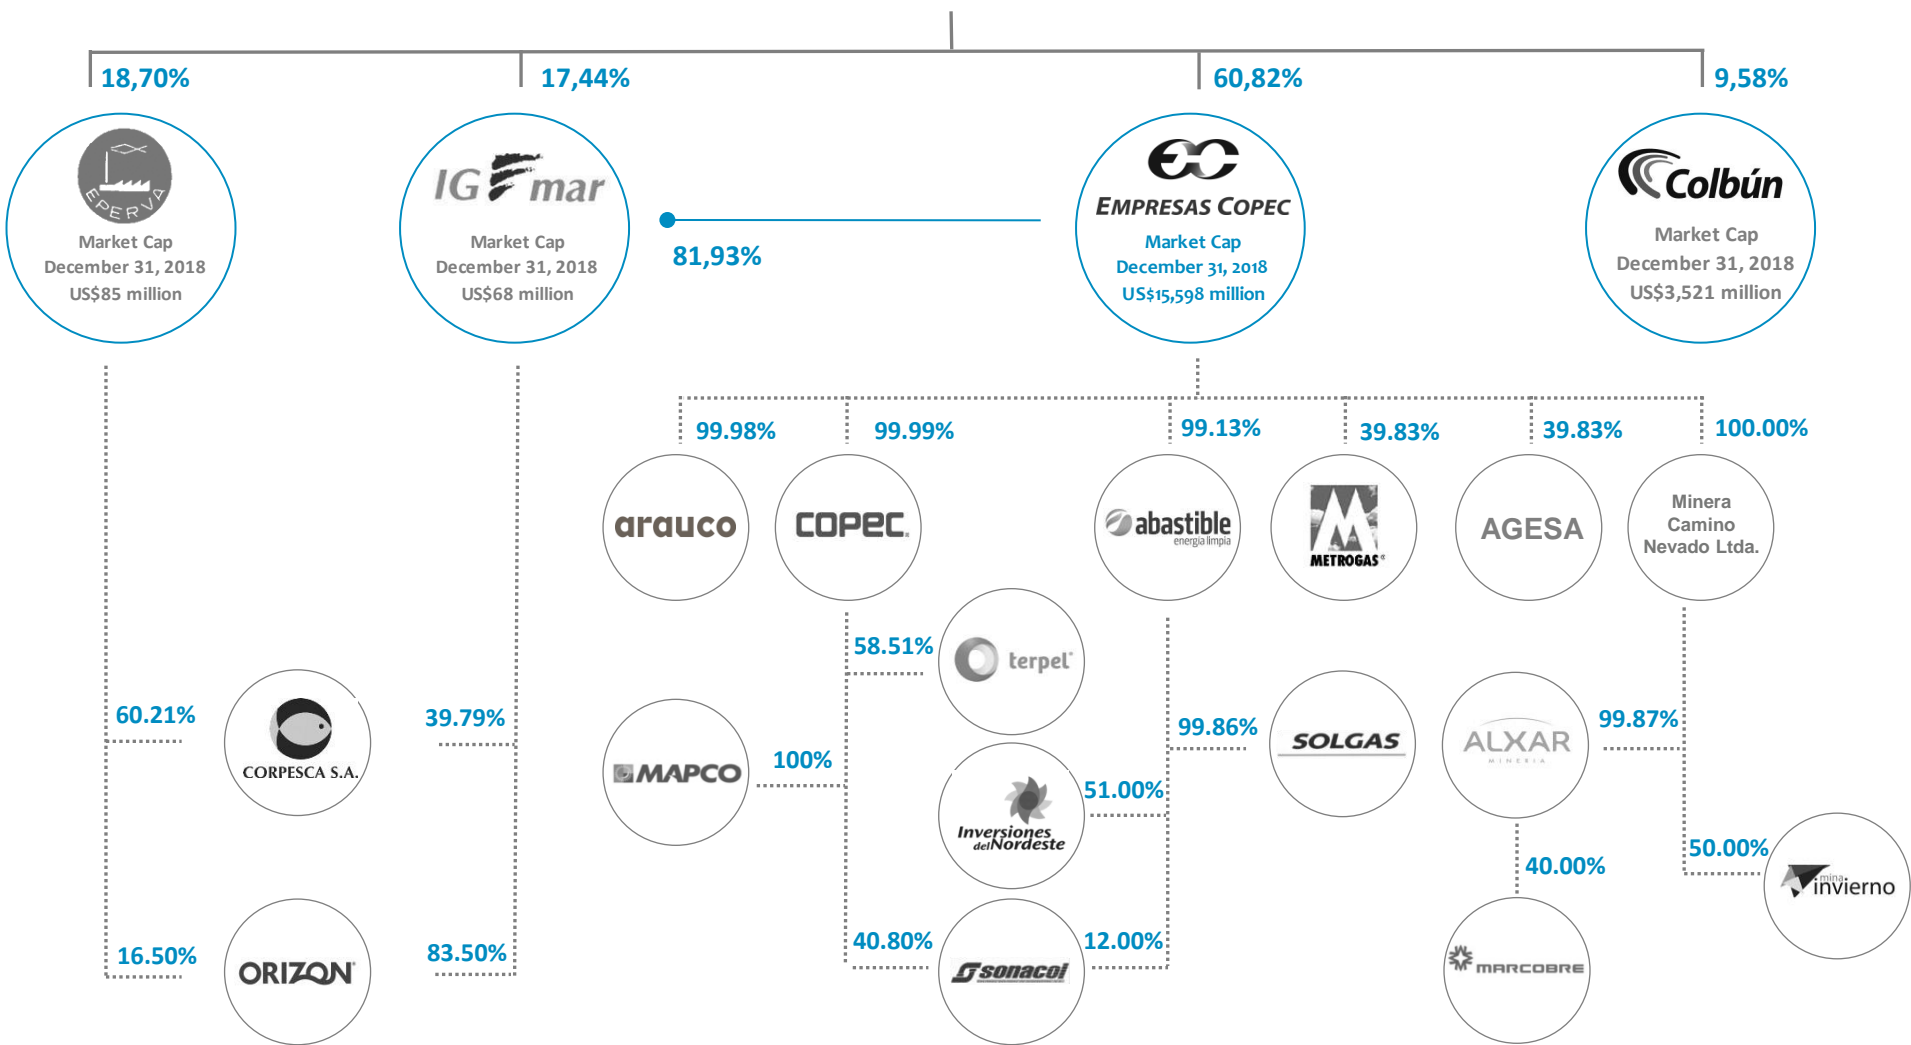 18,70%
17,44%
60,82%
9,58%
EPERVA
Market Cap
December 31, 2018
US$85 million
IG mar
Market Cap
December 31, 2018
US$68 million
81,93%
EC
EMPRESAS COPEC
Market Cap
December 31, 2018
US$15,598 million
Colbún
Market Cap
December 31, 2018
US$3,521 million
99.98%
99.99%
99.13%
39.83%
39.83%
100.00%
arauco
COPEC
abastible
energía limpia
METROGAS
AGESA
Minera
Camino
Nevado Ltda.
58.51%
terpel
60.21%
CORPESCA S.A.
39.79%
MAPCO
100%
99.86%
SOLGAS
ALXAR
MINERIA
99.87%
51.00%
Inversiones
delNordeste
40.00%
50.00%
mina
invierno
16.50%
ORIZON
83.50%
40.80%
sonacol
12.00%
MARCOBRE